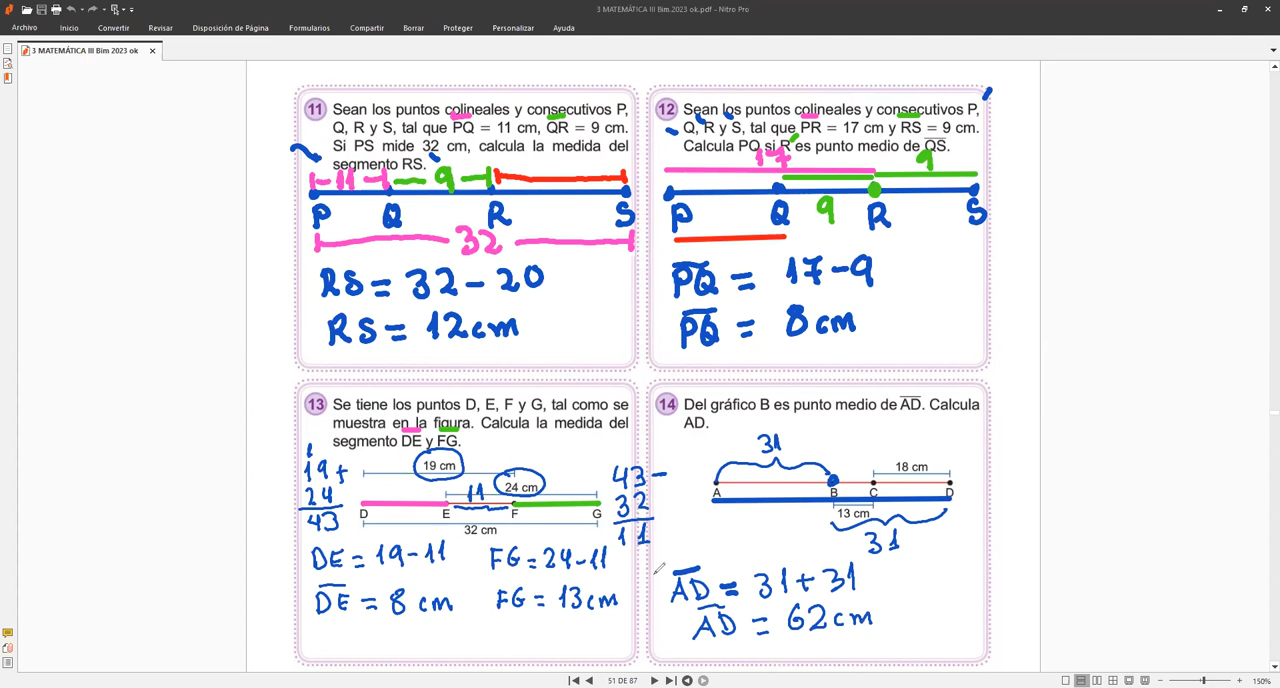 3 MATEMÁTICA III Bim 2023 ok.pdf - Nitro Pro
Archivo Inicio Convertir Revisar Disposición de Página Formularios Compartir Borrar Proteger Personalizar Ayuda
3 MATEMÁTICA III Bim 2023 ok
11 Sean los puntos colineales y consecutivos P,
Q, R y S, tal que PQ = 11 cm, QR = 9 cm.
Si PS mide 32 cm, calcula la medida del
segmento RS.
11 9
P Q R S
32
RS = 32 - 20
RS = 12cm
12 Sean los puntos colineales y consecutivos P,
Q, R y S, tal que PR = 17 cm y RS = 9 cm.
Calcula PQ si R es punto medio de QS.
17 9
P Q 9 R S
PQ = 17 - 9
PQ = 8cm
13 Se tiene los puntos D, E, F y G, tal como se
muestra en la figura. Calcula la medida del
segmento DE y FG.
1
19 +
24
43
19 cm
24 cm
11
D E F G
32 cm
43 -
32
11
DE = 19 - 11 FG = 24 - 11
DE = 8 cm FG = 13cm
14 Del gráfico B es punto medio de AD. Calcula
AD.
31
18 cm
A B C D
13 cm
31
AD = 31 + 31
AD = 62cm
51 DE 87
150%